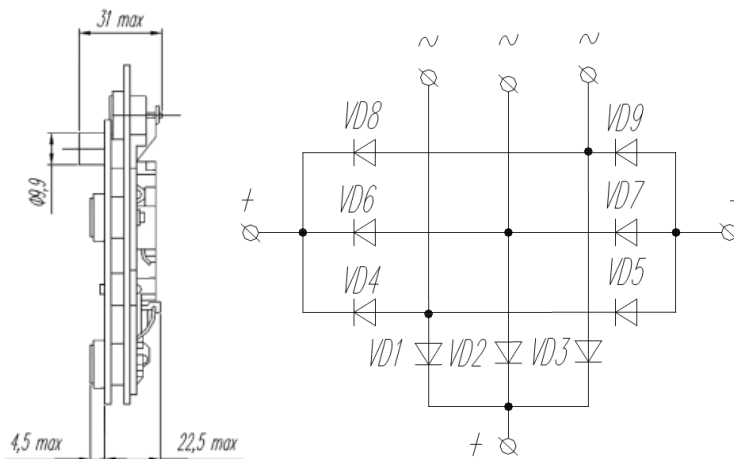 31 max
Ø9,9
4,5 max
22,5 max
~ ~ ~
VD8 VD9
+ VD6 VD7 -
VD4 VD5
VD1 VD2 VD3
+